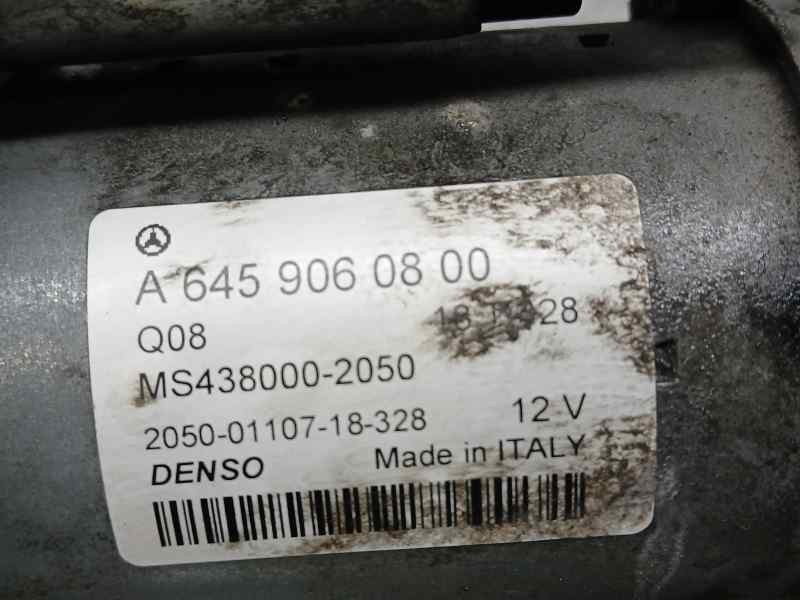 A 645 906 08 00
Q08
MS438000-2050
2050-01107-18-328 12 V
DENSO Made in ITALY